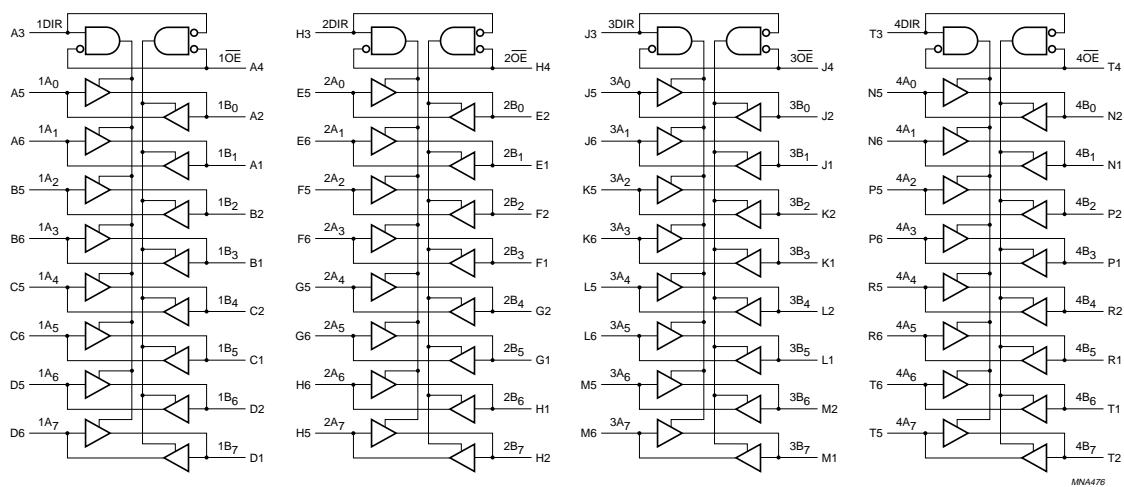 A3 1DIR H3 2DIR J3 3DIR T3 4DIR
1OE A4 2OE H4 3OE J4 4OE T4
A5 1A0 E5 2A0 J5 3A0 N5 4A0
1B0 A2 2B0 E2 3B0 J2 4B0 N2
A6 1A1 E6 2A1 J6 3A1 N6 4A1
1B1 A1 2B1 E1 3B1 J1 4B1 N1
B5 1A2 F5 2A2 K5 3A2 P5 4A2
1B2 B2 2B2 F2 3B2 K2 4B2 P2
B6 1A3 F6 2A3 K6 3A3 P6 4A3
1B3 B1 2B3 F1 3B3 K1 4B3 P1
C5 1A4 G5 2A4 L5 3A4 R5 4A4
1B4 C2 2B4 G2 3B4 L2 4B4 R2
C6 1A5 G6 2A5 L6 3A5 R6 4A5
1B5 C1 2B5 G1 3B5 L1 4B5 R1
D5 1A6 H6 2A6 M5 3A6 T6 4A6
1B6 D2 2B6 H1 3B6 M2 4B6 T1
D6 1A7 H5 2A7 M6 3A7 T5 4A7
1B7 D1 2B7 H2 3B7 M1 4B7 T2
MNA476